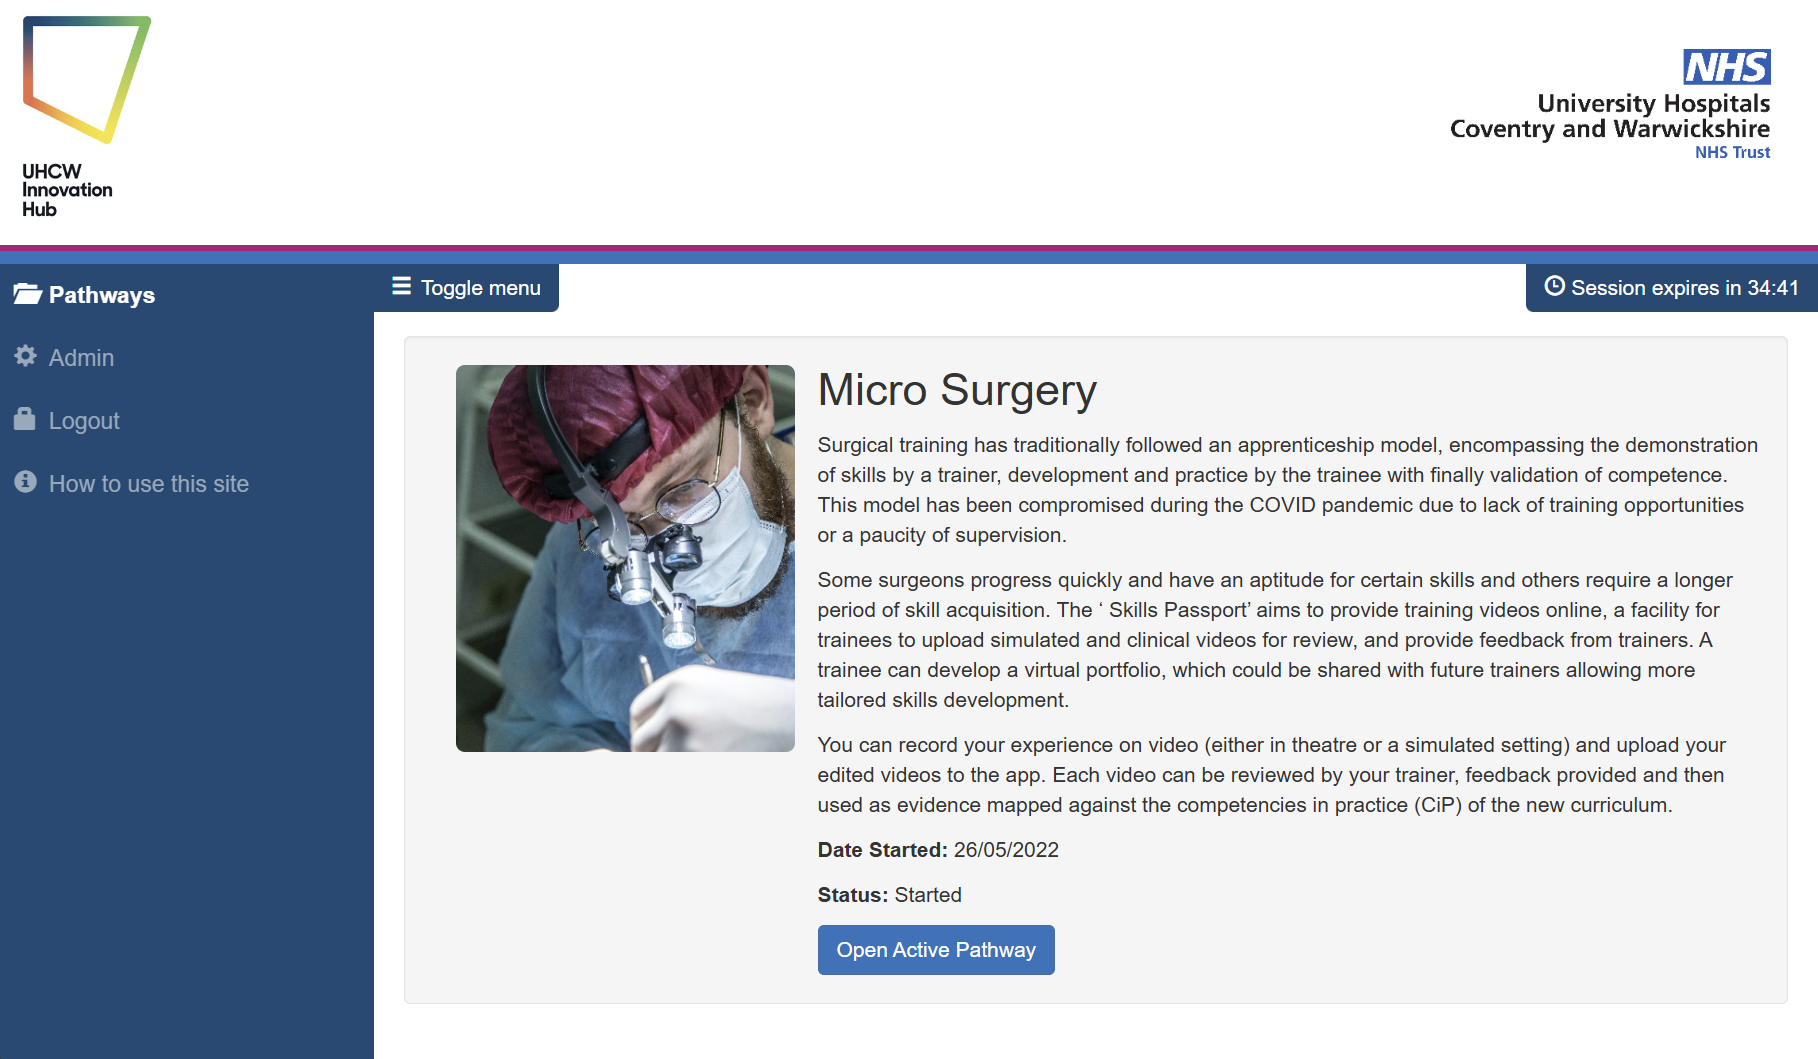 UHCW
Innovation
Hub
NHS
University Hospitals
Coventry and Warwickshire
NHS Trust
Pathways
Admin
Logout
How to use this site
Toggle menu
Session expires in 34:41
Micro Surgery
Surgical training has traditionally followed an apprenticeship model, encompassing the demonstration
of skills by a trainer, development and practice by the trainee with finally validation of competence.
This model has been compromised during the COVID pandemic due to lack of training opportunities
or a paucity of supervision.
Some surgeons progress quickly and have an aptitude for certain skills and others require a longer
period of skill acquisition. The ‘ Skills Passport’ aims to provide training videos online, a facility for
trainees to upload simulated and clinical videos for review, and provide feedback from trainers. A
trainee can develop a virtual portfolio, which could be shared with future trainers allowing more
tailored skills development.
You can record your experience on video (either in theatre or a simulated setting) and upload your
edited videos to the app. Each video can be reviewed by your trainer, feedback provided and then
used as evidence mapped against the competencies in practice (CiP) of the new curriculum.
Date Started: 26/05/2022
Status: Started
Open Active Pathway